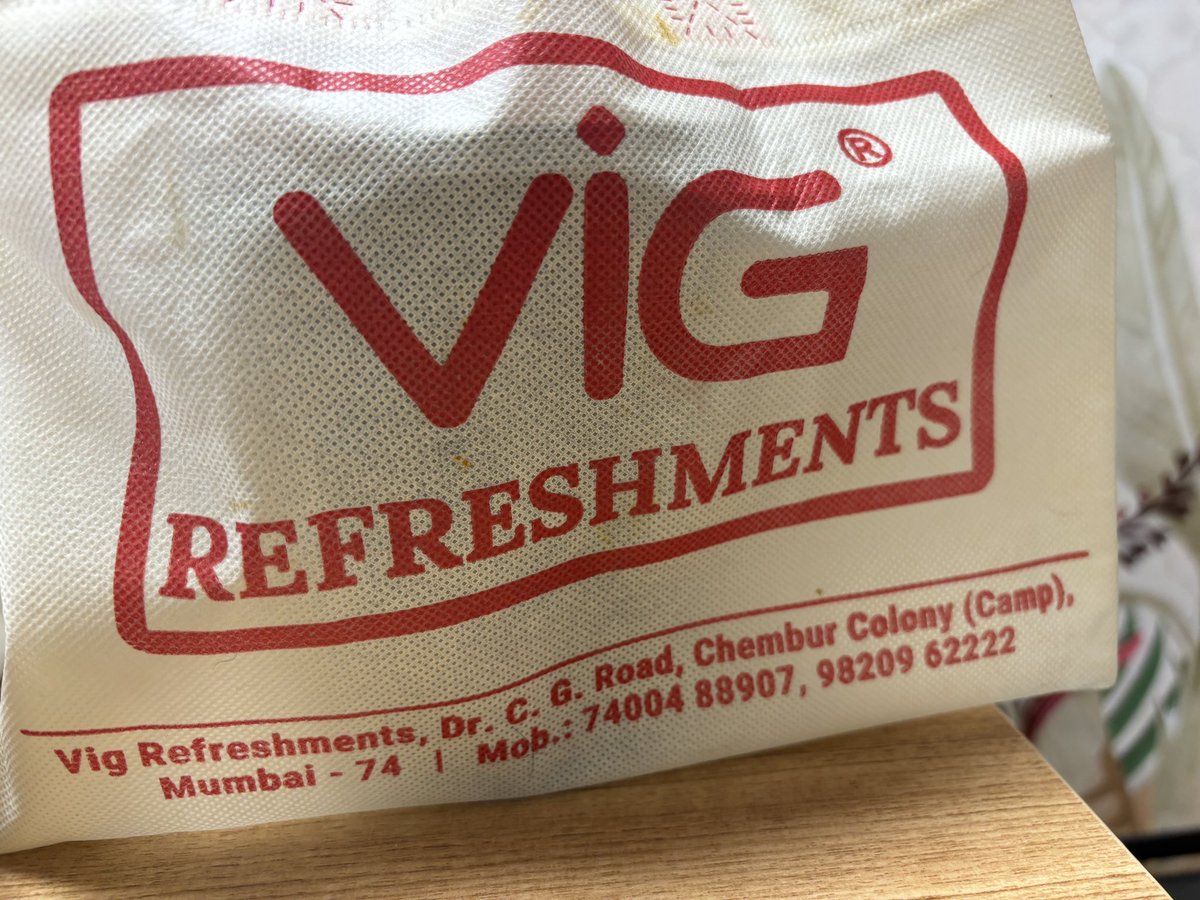 ViG ®
REFRESHMENTS
Vig Refreshments, Dr. C. G. Road, Chembur Colony (Camp),
Mumbai - 74 | Mob.: 74004 88907, 98209 62222